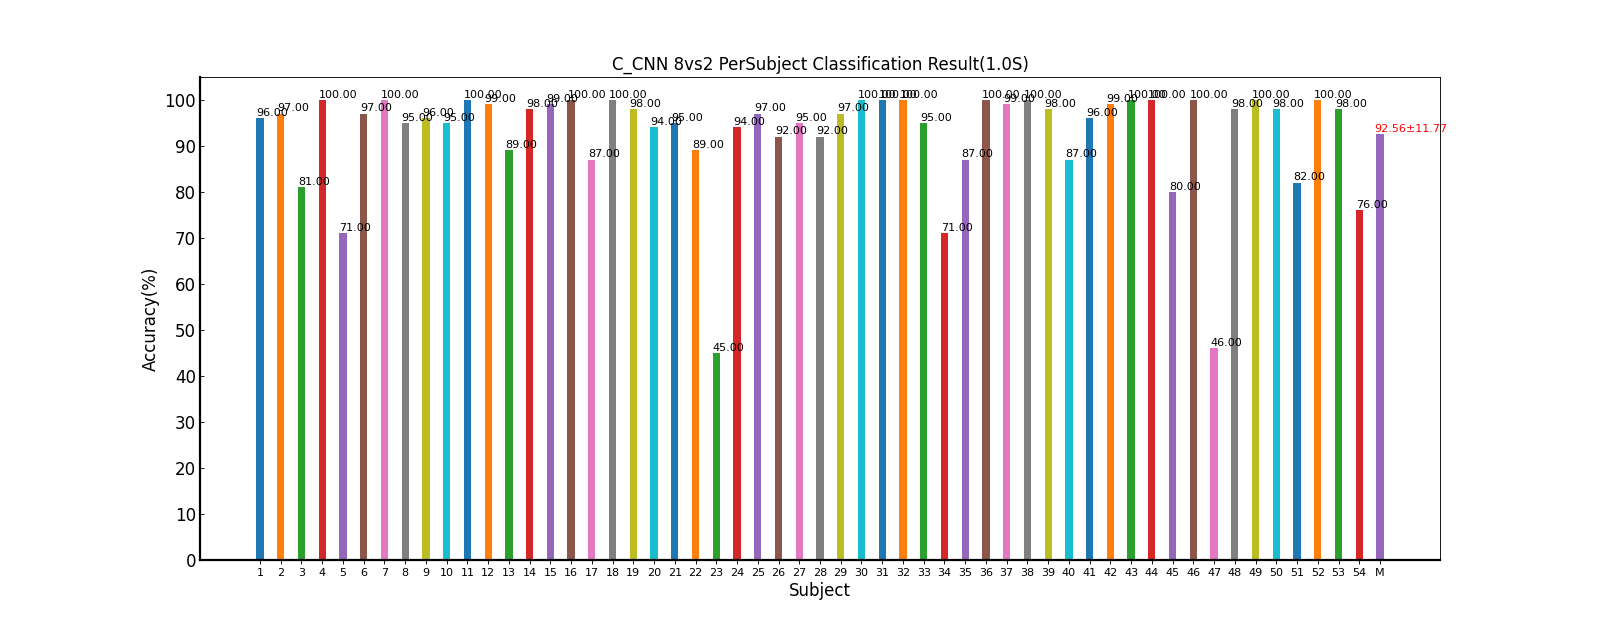 C_CNN 8vs2 PerSubject Classification Result(1.0S)
Accuracy(%)
100
90
80
70
60
50
40
30
20
10
0
96.00 97.00 81.00 100.00 71.00 97.00 100.00 95.00 96.00 95.00 100.00 99.00 89.00 98.00 99.00 100.00 87.00 100.00 98.00 94.00 95.00 89.00 45.00 94.00 97.00 92.00 95.00 92.00 97.00 100.00 100.00 100.00 95.00 71.00 87.00 100.00 99.00 100.00 98.00 87.00 96.00 99.00 100.00 100.00 80.00 100.00 46.00 98.00 100.00 98.00 82.00 100.00 98.00 76.00 92.56±11.77
1 2 3 4 5 6 7 8 9 10 11 12 13 14 15 16 17 18 19 20 21 22 23 24 25 26 27 28 29 30 31 32 33 34 35 36 37 38 39 40 41 42 43 44 45 46 47 48 49 50 51 52 53 54 M
Subject